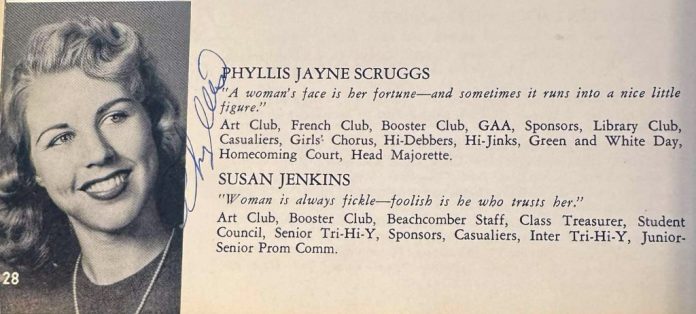 PHYLLIS JAYNE SCRUGGS
"A woman's face is her fortune—and sometimes it runs into a nice little
figure."
Art Club, French Club, Booster Club, GAA, Sponsors, Library Club,
Casualiers, Girls' Chorus, Hi-Debbers, Hi-Jinks, Green and White Day,
Homecoming Court, Head Majorette.
SUSAN JENKINS
"Woman is always fickle—foolish is he who trusts her."
Art Club, Booster Club, Beachcomber Staff, Class Treasurer, Student
Council, Senior Tri-Hi-Y, Sponsors, Casualiers, Inter Tri-Hi-Y, Junior-
Senior Prom Comm.
28